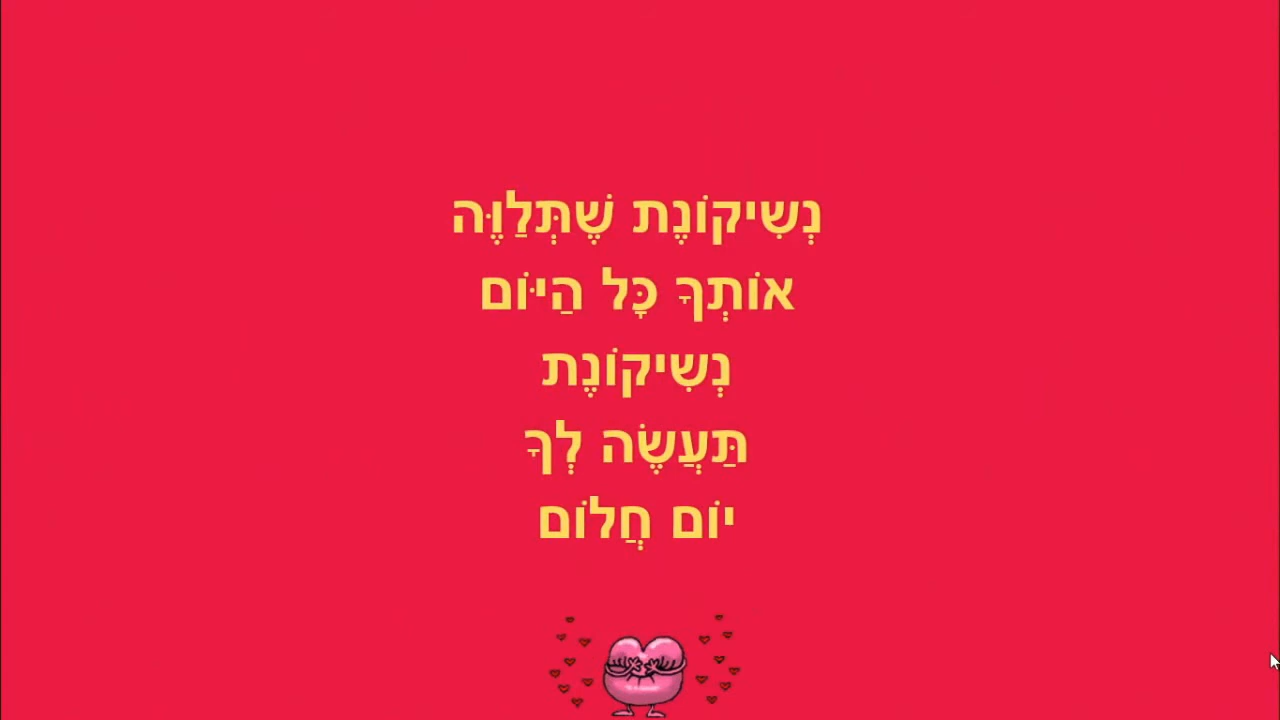 נְשִׁיקוֹנֶת שֶׁתְּלַוֶּה
אוֹתְךָ כָּל הַיּוֹם
נְשִׁיקוֹנֶת
תַּעֲשֶׂה לְךָ
יוֹם חֲלוֹם